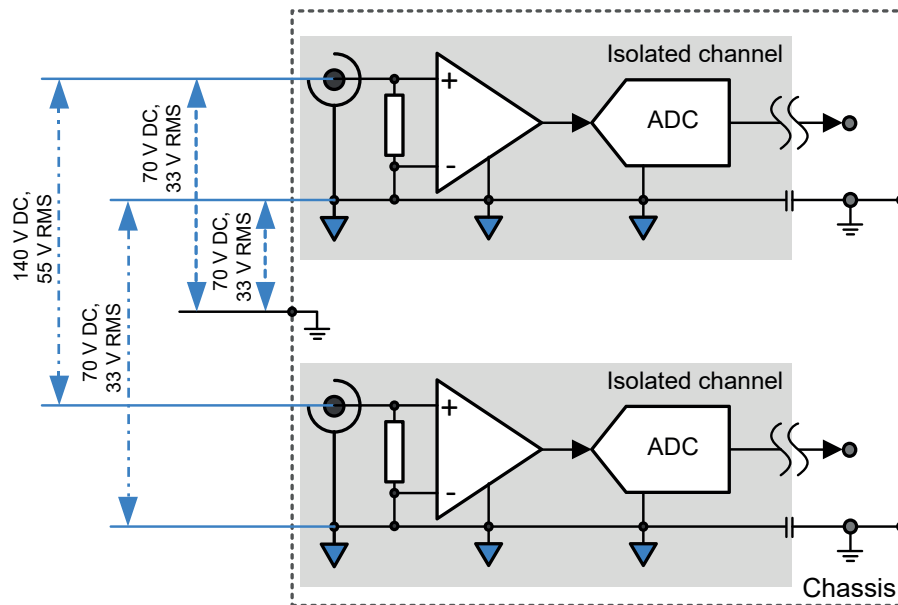 Isolated channel
+
-
ADC
70 V DC,
33 V RMS
140 V DC,
55 V RMS
70 V DC,
33 V RMS
70 V DC,
33 V RMS
Isolated channel
+
-
ADC
Chassis